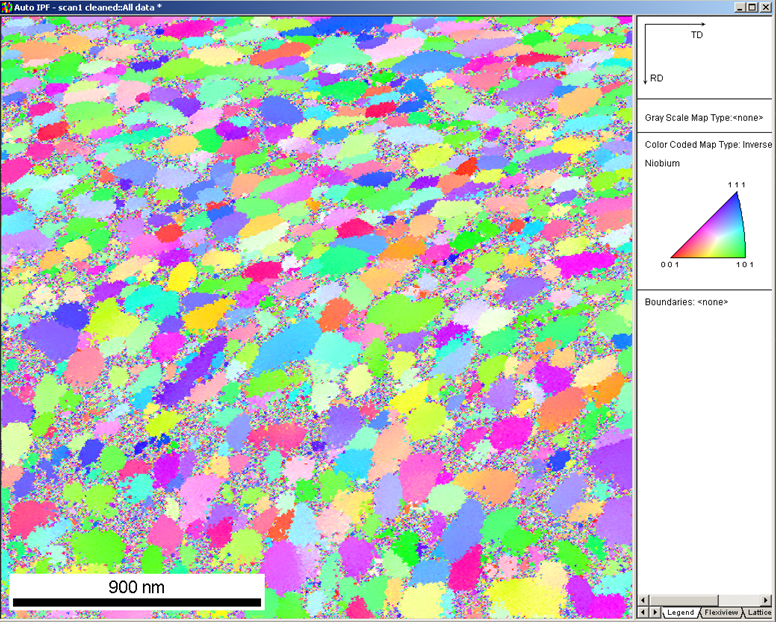 Auto IPF - scan1 cleaned::All data *
TD
RD
Gray Scale Map Type:<none>
Color Coded Map Type: Inverse
Niobium
1 1 1
0 0 1
1 0 1
Boundaries: <none>
900 nm
Legend
Flexiview
Lattice